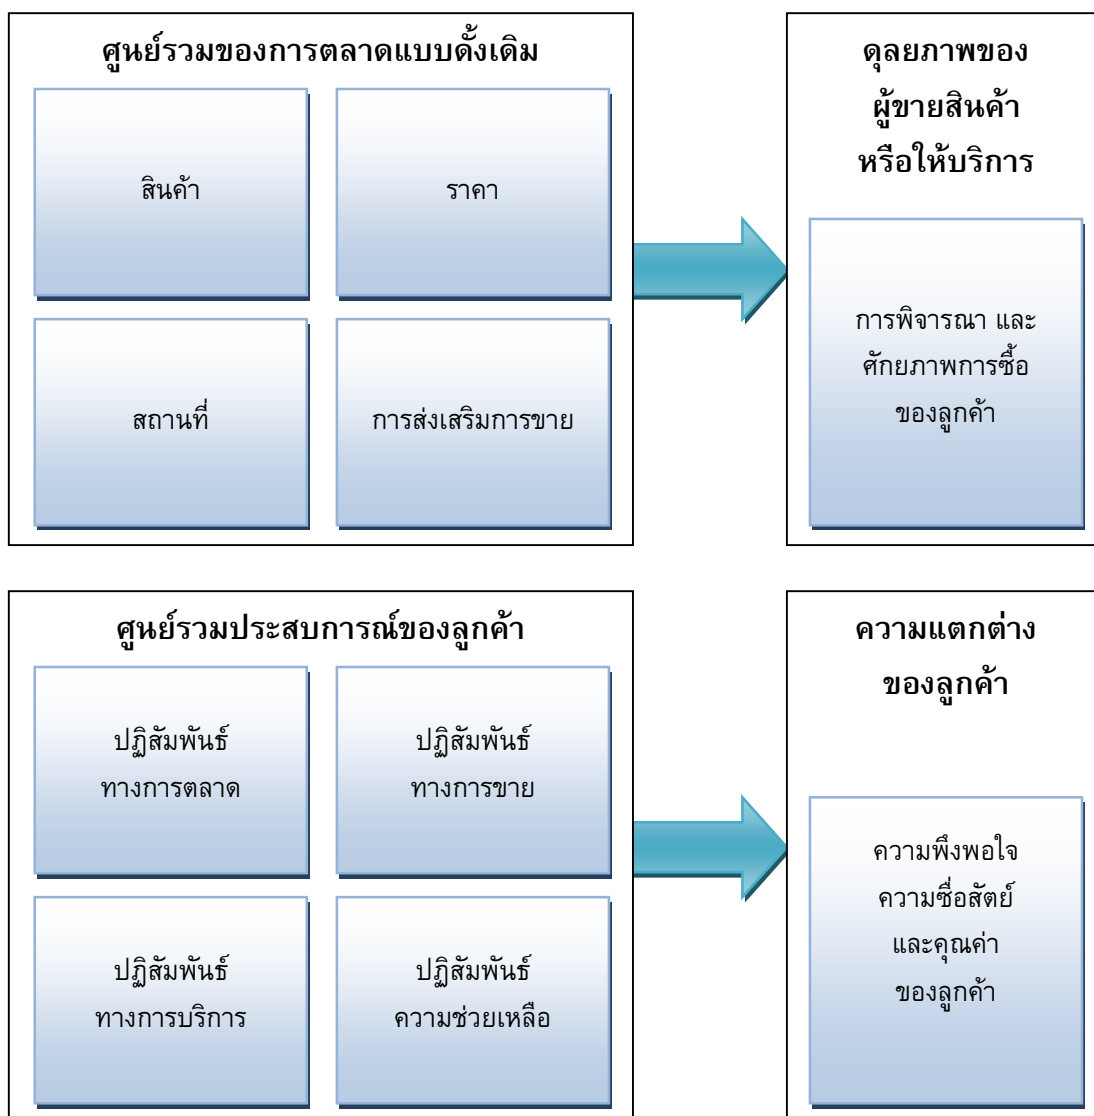 ศูนย์รวมของการตลาดแบบดั้งเดิม
สินค้า
ราคา
สถานที่
การส่งเสริมการขาย
ดุลยภาพของ
ผู้ขายสินค้า
หรือให้บริการ
การพิจารณา และ
ศักยภาพการซื้อ
ของลูกค้า
ศูนย์รวมประสบการณ์ของลูกค้า
ปฏิสัมพันธ์
ทางการตลาด
ปฏิสัมพันธ์
ทางการขาย
ปฏิสัมพันธ์
ทางการบริการ
ปฏิสัมพันธ์
ความช่วยเหลือ
ความแตกต่าง
ของลูกค้า
ความพึงพอใจ
ความซื่อสัตย์
และคุณค่า
ของลูกค้า